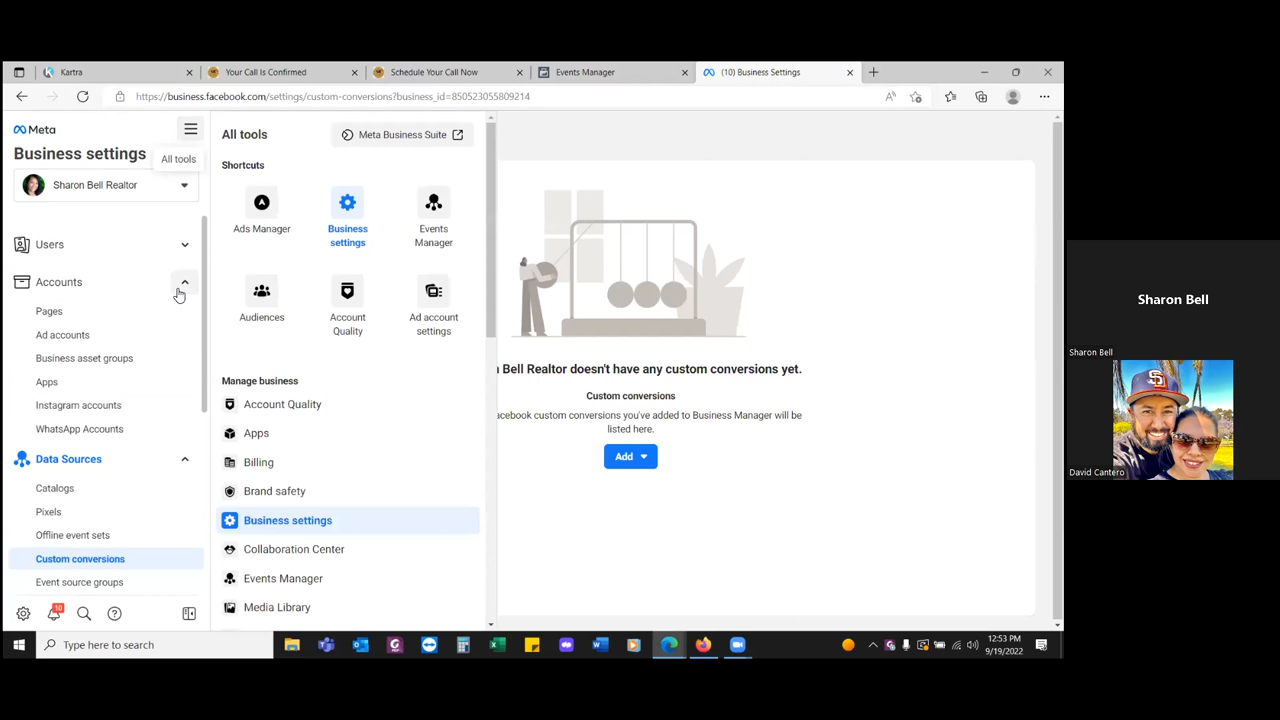 Kartra
Your Call Is Confirmed
Schedule Your Call Now
Events Manager
(10) Business Settings
https://business.facebook.com/settings/custom-conversions?business_id=850523055809214
Meta
Business settings
All tools
Sharon Bell Realtor
Users
Accounts
Pages
Ad accounts
Business asset groups
Apps
Instagram accounts
WhatsApp Accounts
Data Sources
Catalogs
Pixels
Offline event sets
Custom conversions
Event source groups
10
All tools
Meta Business Suite
Shortcuts
Ads Manager
Business
settings
Events
Manager
Audiences
Account
Quality
Ad account
settings
Manage business
Account Quality
Apps
Billing
Brand safety
Business settings
Collaboration Center
Events Manager
Media Library
Bell Realtor doesn't have any custom conversions yet.
Custom conversions
acebook custom conversions you've added to Business Manager will be
listed here.
Add
Type here to search
12:53 PM
9/19/2022
Sharon Bell
Sharon Bell
David Cantero